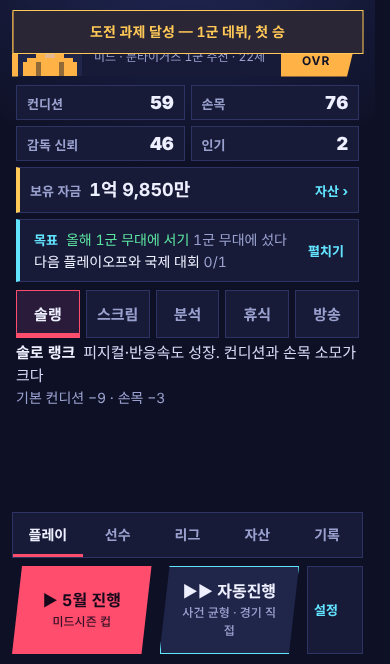 도전 과제 달성 — 1군 데뷔, 첫 승
미드 · 문타이거즈 1군 주전 · 22세
OVR
컨디션 59
손목 76
감독 신뢰 46
인기 2
보유 자금 1억 9,850만 자산 ›
목표 올해 1군 무대에 서기 1군 무대에 섰다
다음 플레이오프와 국제 대회 0/1
펼치기
솔랭 스크림 분석 휴식 방송
솔로 랭크 피지컬·반응속도 성장. 컨디션과 손목 소모가
크다
기본 컨디션 −9 · 손목 −3
플레이 선수 리그 자산 기록
▶ 5월 진행
미드시즌 컵
▶▶ 자동진행
사건 균형 · 경기 직
접
설정